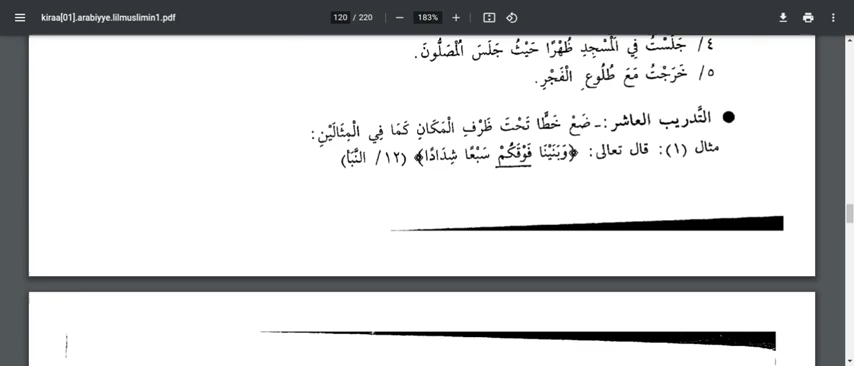 kiraa[01].arabiyye.lilmuslimin1.pdf
120 / 220
183%
٤/ جَلَسْتُ فِي الْمَسْجِدِ ظُهْرًا حَيْثُ جَلَسَ الْمُصَلُّونَ.
٥/ خَرَجْتُ مَعَ طُلُوعِ الْفَجْرِ.
● التَّدريب العاشر:ـ ضَعْ خَطًّا تَحْتَ ظَرْفِ الْمَكَانِ كَمَا فِي الْمِثَالَيْنِ:
مثال (١): قال تعالى: ﴿وَبَنَيْنَا فَوْقَكُمْ سَبْعًا شِدَادًا﴾ (١٢/ النَّبَأ)